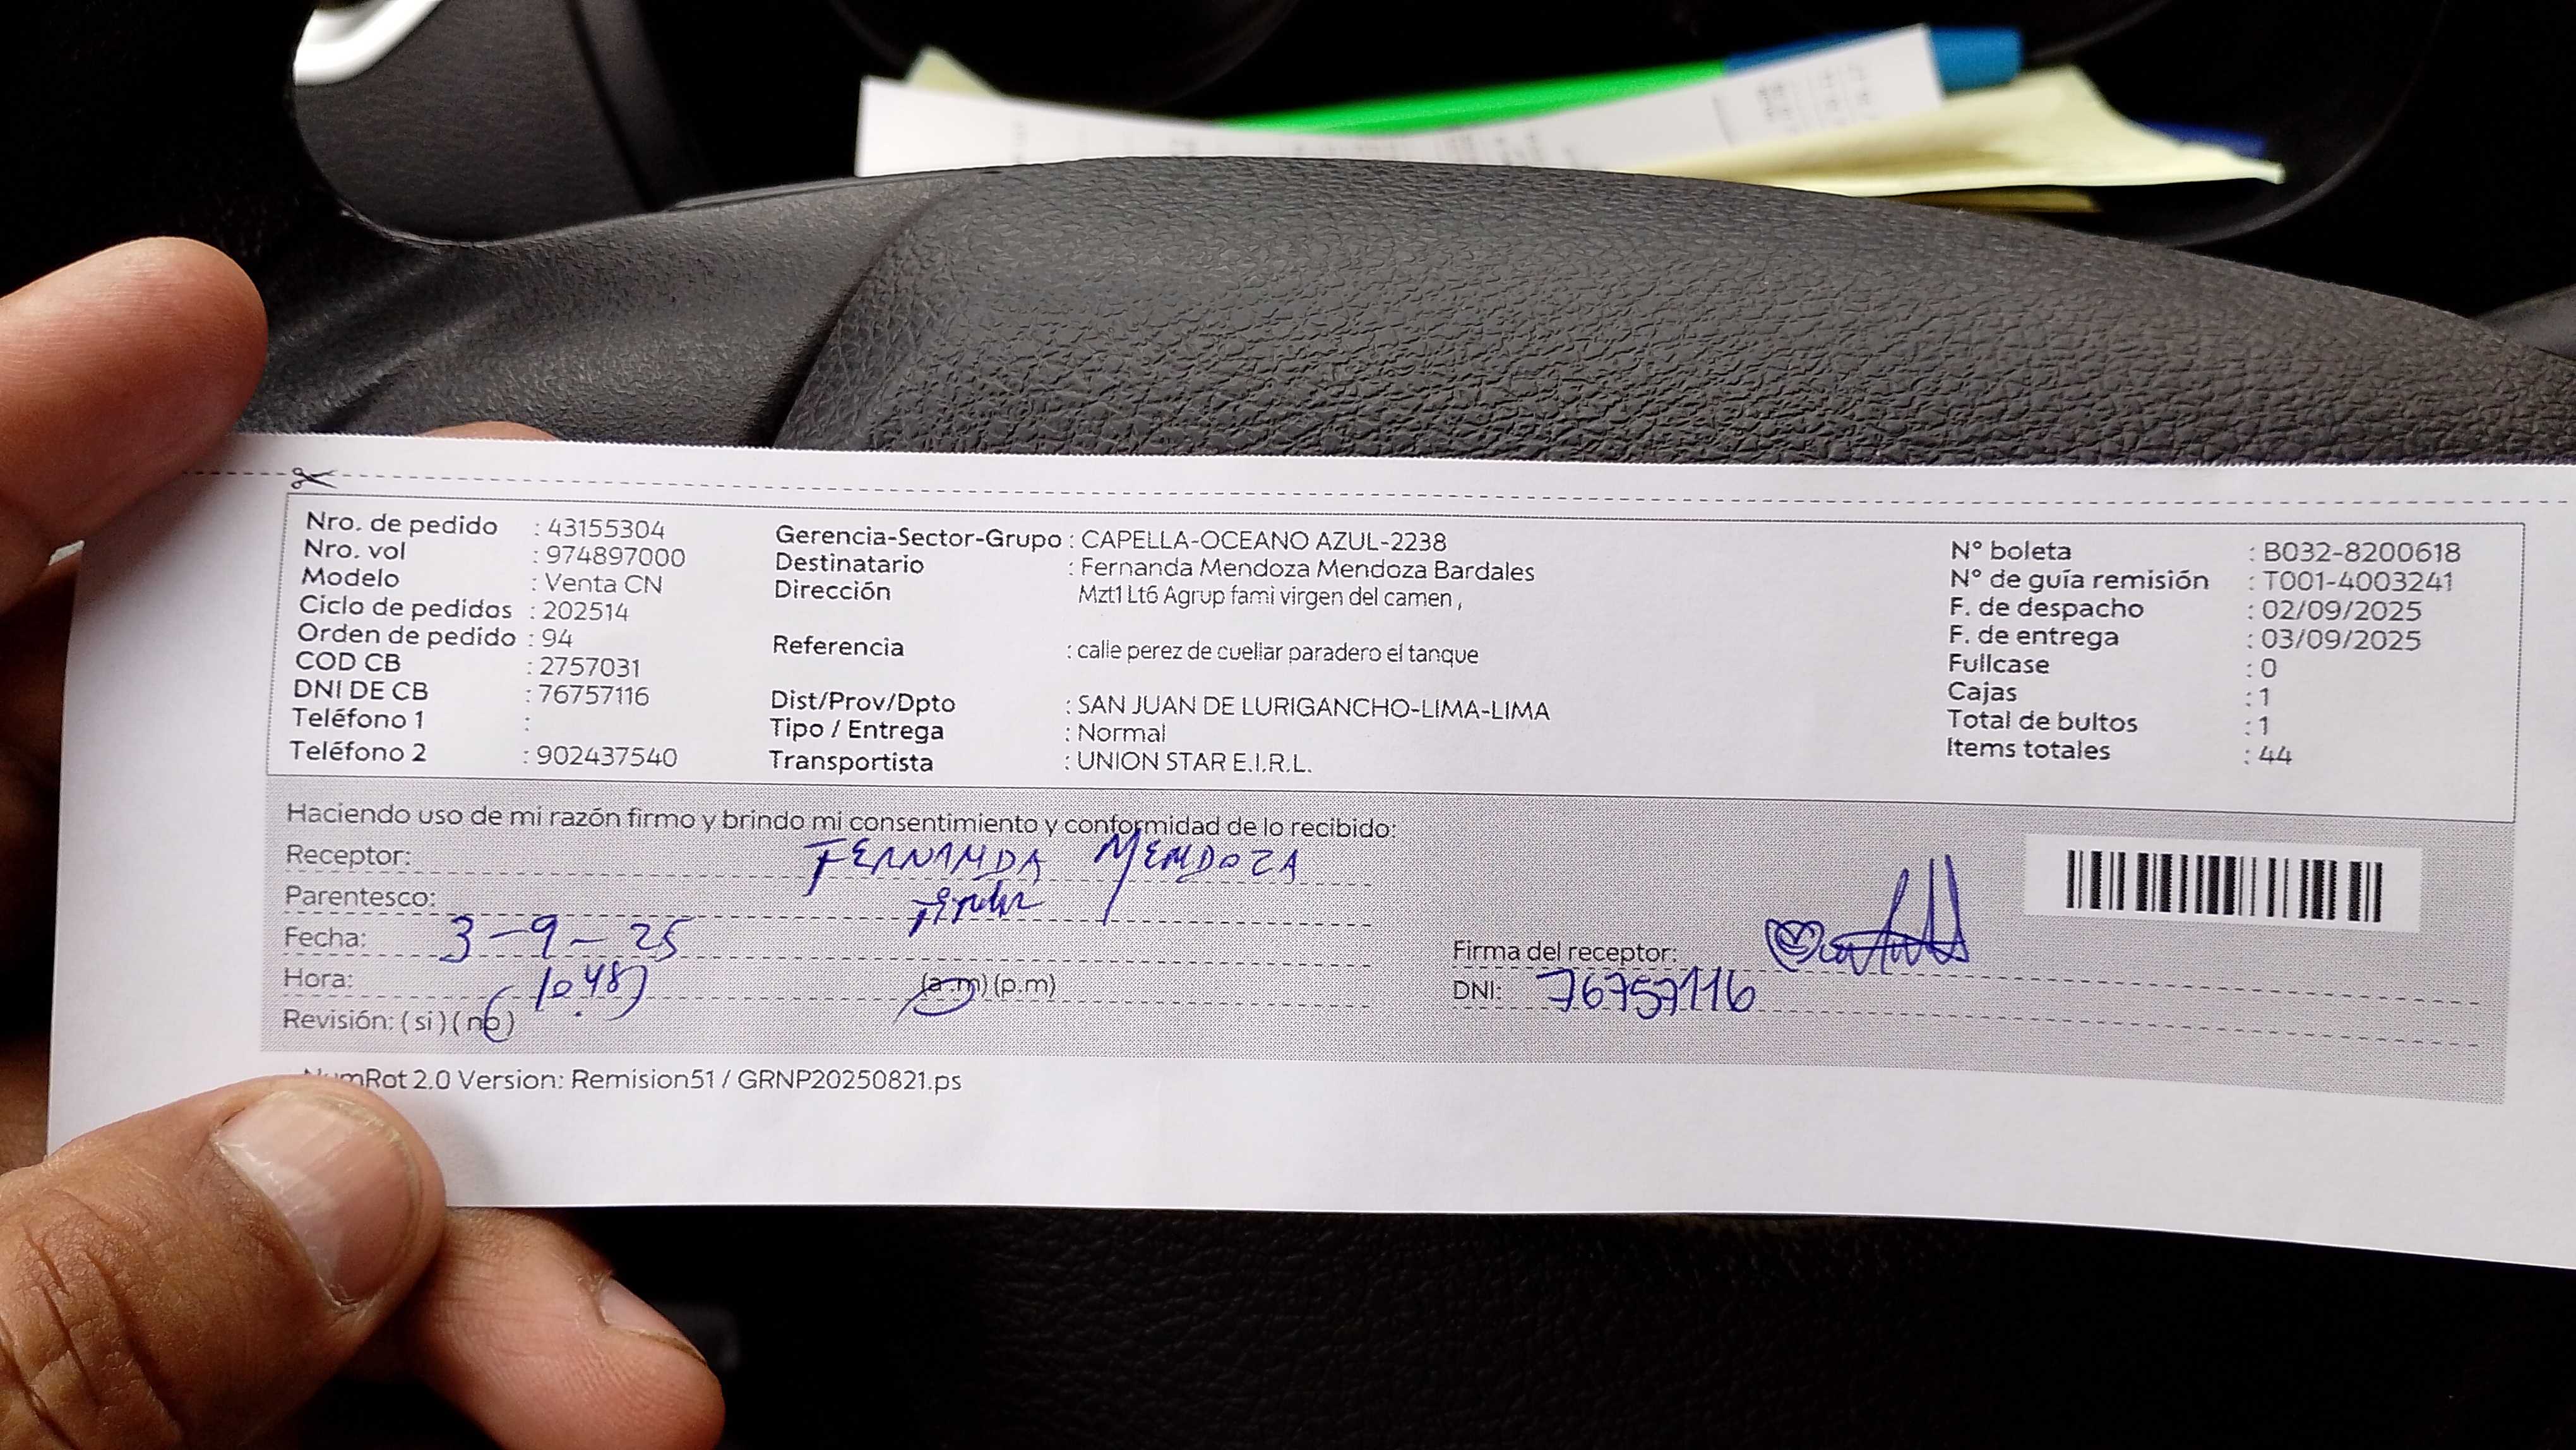 Nro. de pedido : 43155304
Nro. vol : 974897000
Modelo : Venta CN
Ciclo de pedidos : 202514
Orden de pedido : 94
COD CB : 2757031
DNI DE CB : 76757116
Teléfono 1 :
Teléfono 2 : 902437540
Gerencia-Sector-Grupo : CAPELLA-OCEANO AZUL-2238
Destinatario : Fernanda Mendoza Mendoza Bardales
Dirección Mzt1 Lt6 Agrup fami virgen del camen ,
Referencia : calle perez de cuellar paradero el tanque
Dist/Prov/Dpto : SAN JUAN DE LURIGANCHO-LIMA-LIMA
Tipo / Entrega : Normal
Transportista : UNION STAR E.I.R.L.
N° boleta : B032-8200618
N° de guía remisión : T001-4003241
F. de despacho : 02/09/2025
F. de entrega : 03/09/2025
Fullcase : 0
Cajas : 1
Total de bultos : 1
Items totales : 44
Haciendo uso de mi razón firmo y brindo mi consentimiento y conformidad de lo recibido:
Receptor: FERNANDA MENDOZA
Parentesco:
Fecha: 3-9-25
Hora: 10.48 (a.m) (p.m)
Revisión: ( si ) ( no )
Firma del receptor:
DNI: 76757116
Rot 2.0 Version: Remision51 / GRNP20250821.ps